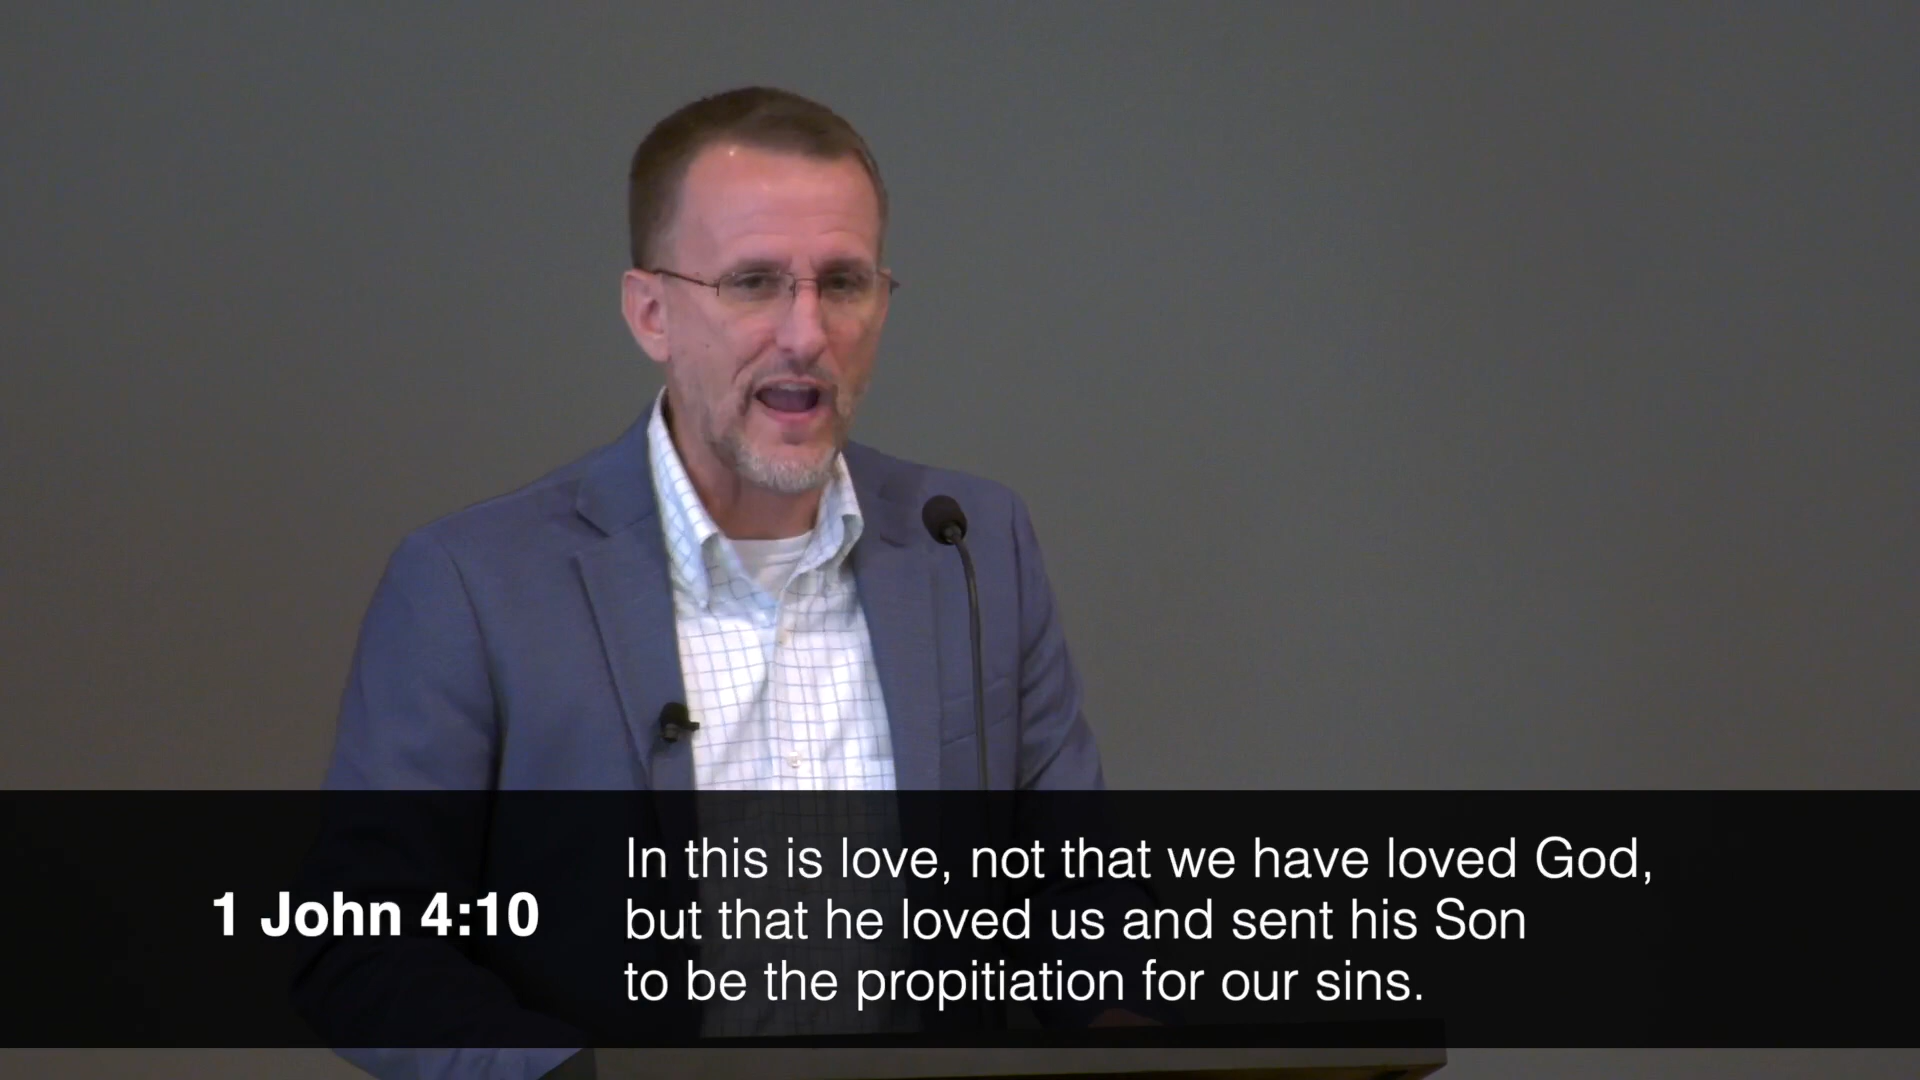 1 John 4:10
In this is love, not that we have loved God,
but that he loved us and sent his Son
to be the propitiation for our sins.